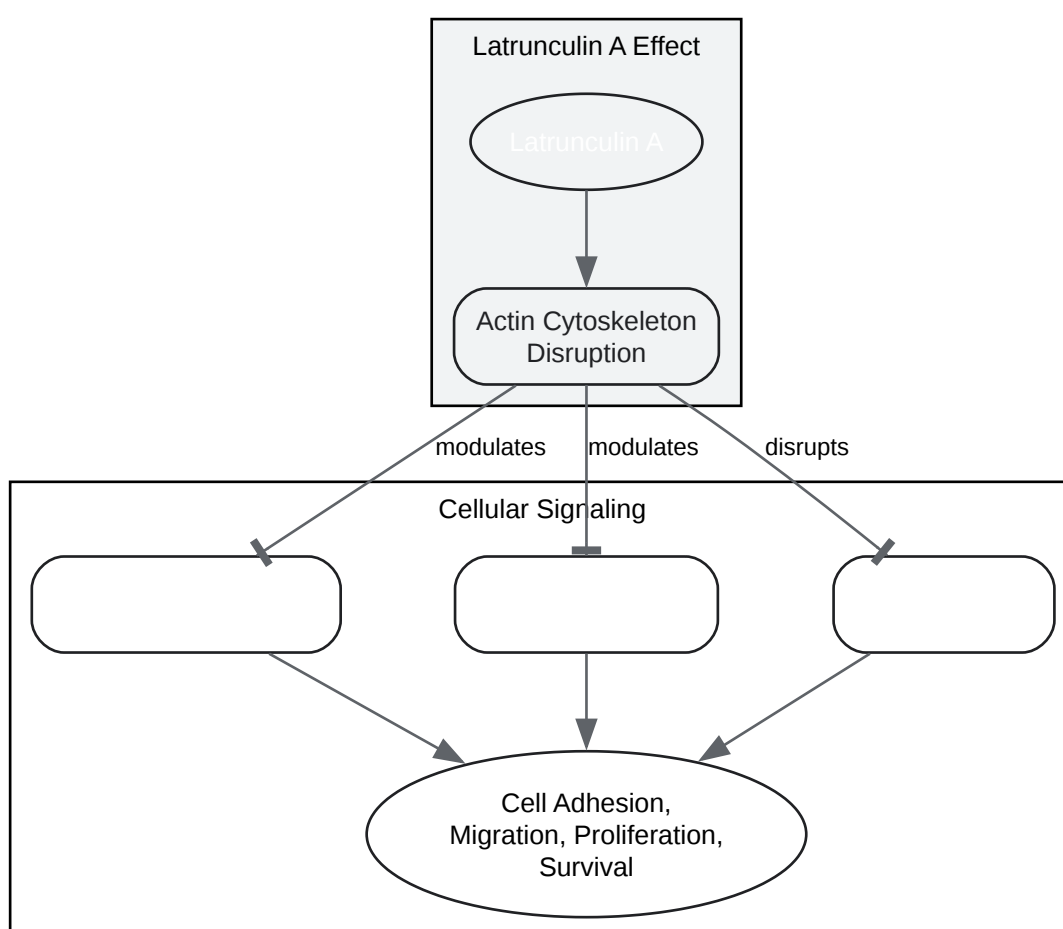 Latrunculin A Effect
Latrunculin A
Actin Cytoskeleton
Disruption
modulates
modulates
disrupts
Cellular Signaling
Cell Adhesion,
Migration, Proliferation,
Survival